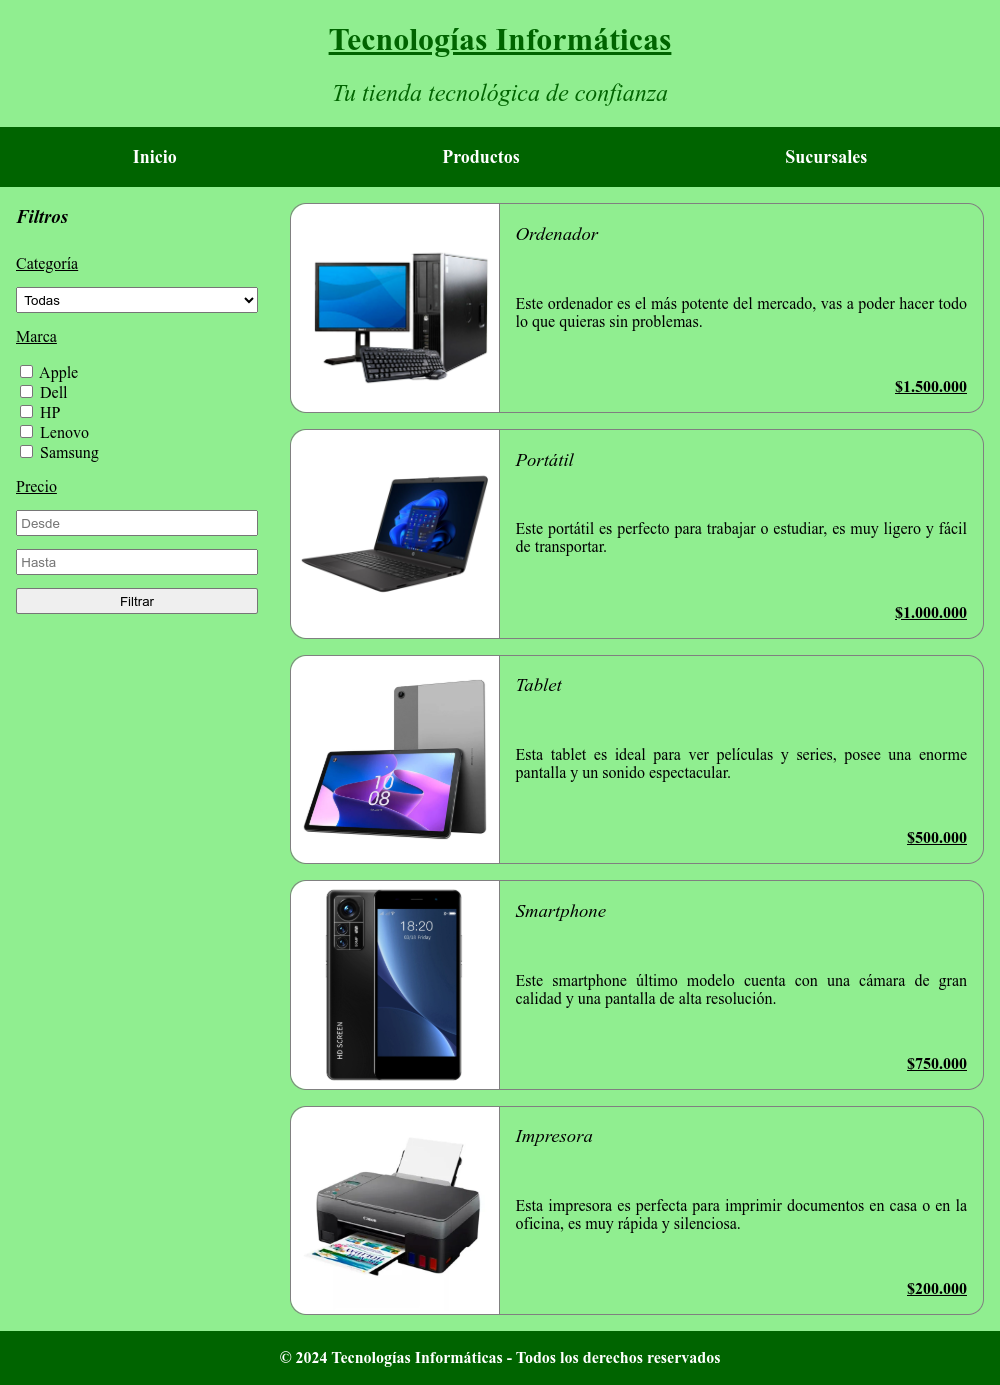 Tecnologías Informáticas
Tu tienda tecnológica de confianza
Inicio
Productos
Sucursales
Filtros
Categoría
Todas
Marca
Apple
Dell
HP
Lenovo
Samsung
Precio
Desde
Hasta
Filtrar
Ordenador
Este ordenador es el más potente del mercado, vas a poder hacer todo
lo que quieras sin problemas.
$1.500.000
Portátil
Este portátil es perfecto para trabajar o estudiar, es muy ligero y fácil
de transportar.
$1.000.000
10
08
Tablet
Esta tablet es ideal para ver películas y series, posee una enorme
pantalla y un sonido espectacular.
$500.000
18:20
03/03 Friday
HD SCREEN
Smartphone
Este smartphone último modelo cuenta con una cámara de gran
calidad y una pantalla de alta resolución.
$750.000
Canon
Impresora
Esta impresora es perfecta para imprimir documentos en casa o en la
oficina, es muy rápida y silenciosa.
$200.000
© 2024 Tecnologías Informáticas - Todos los derechos reservados